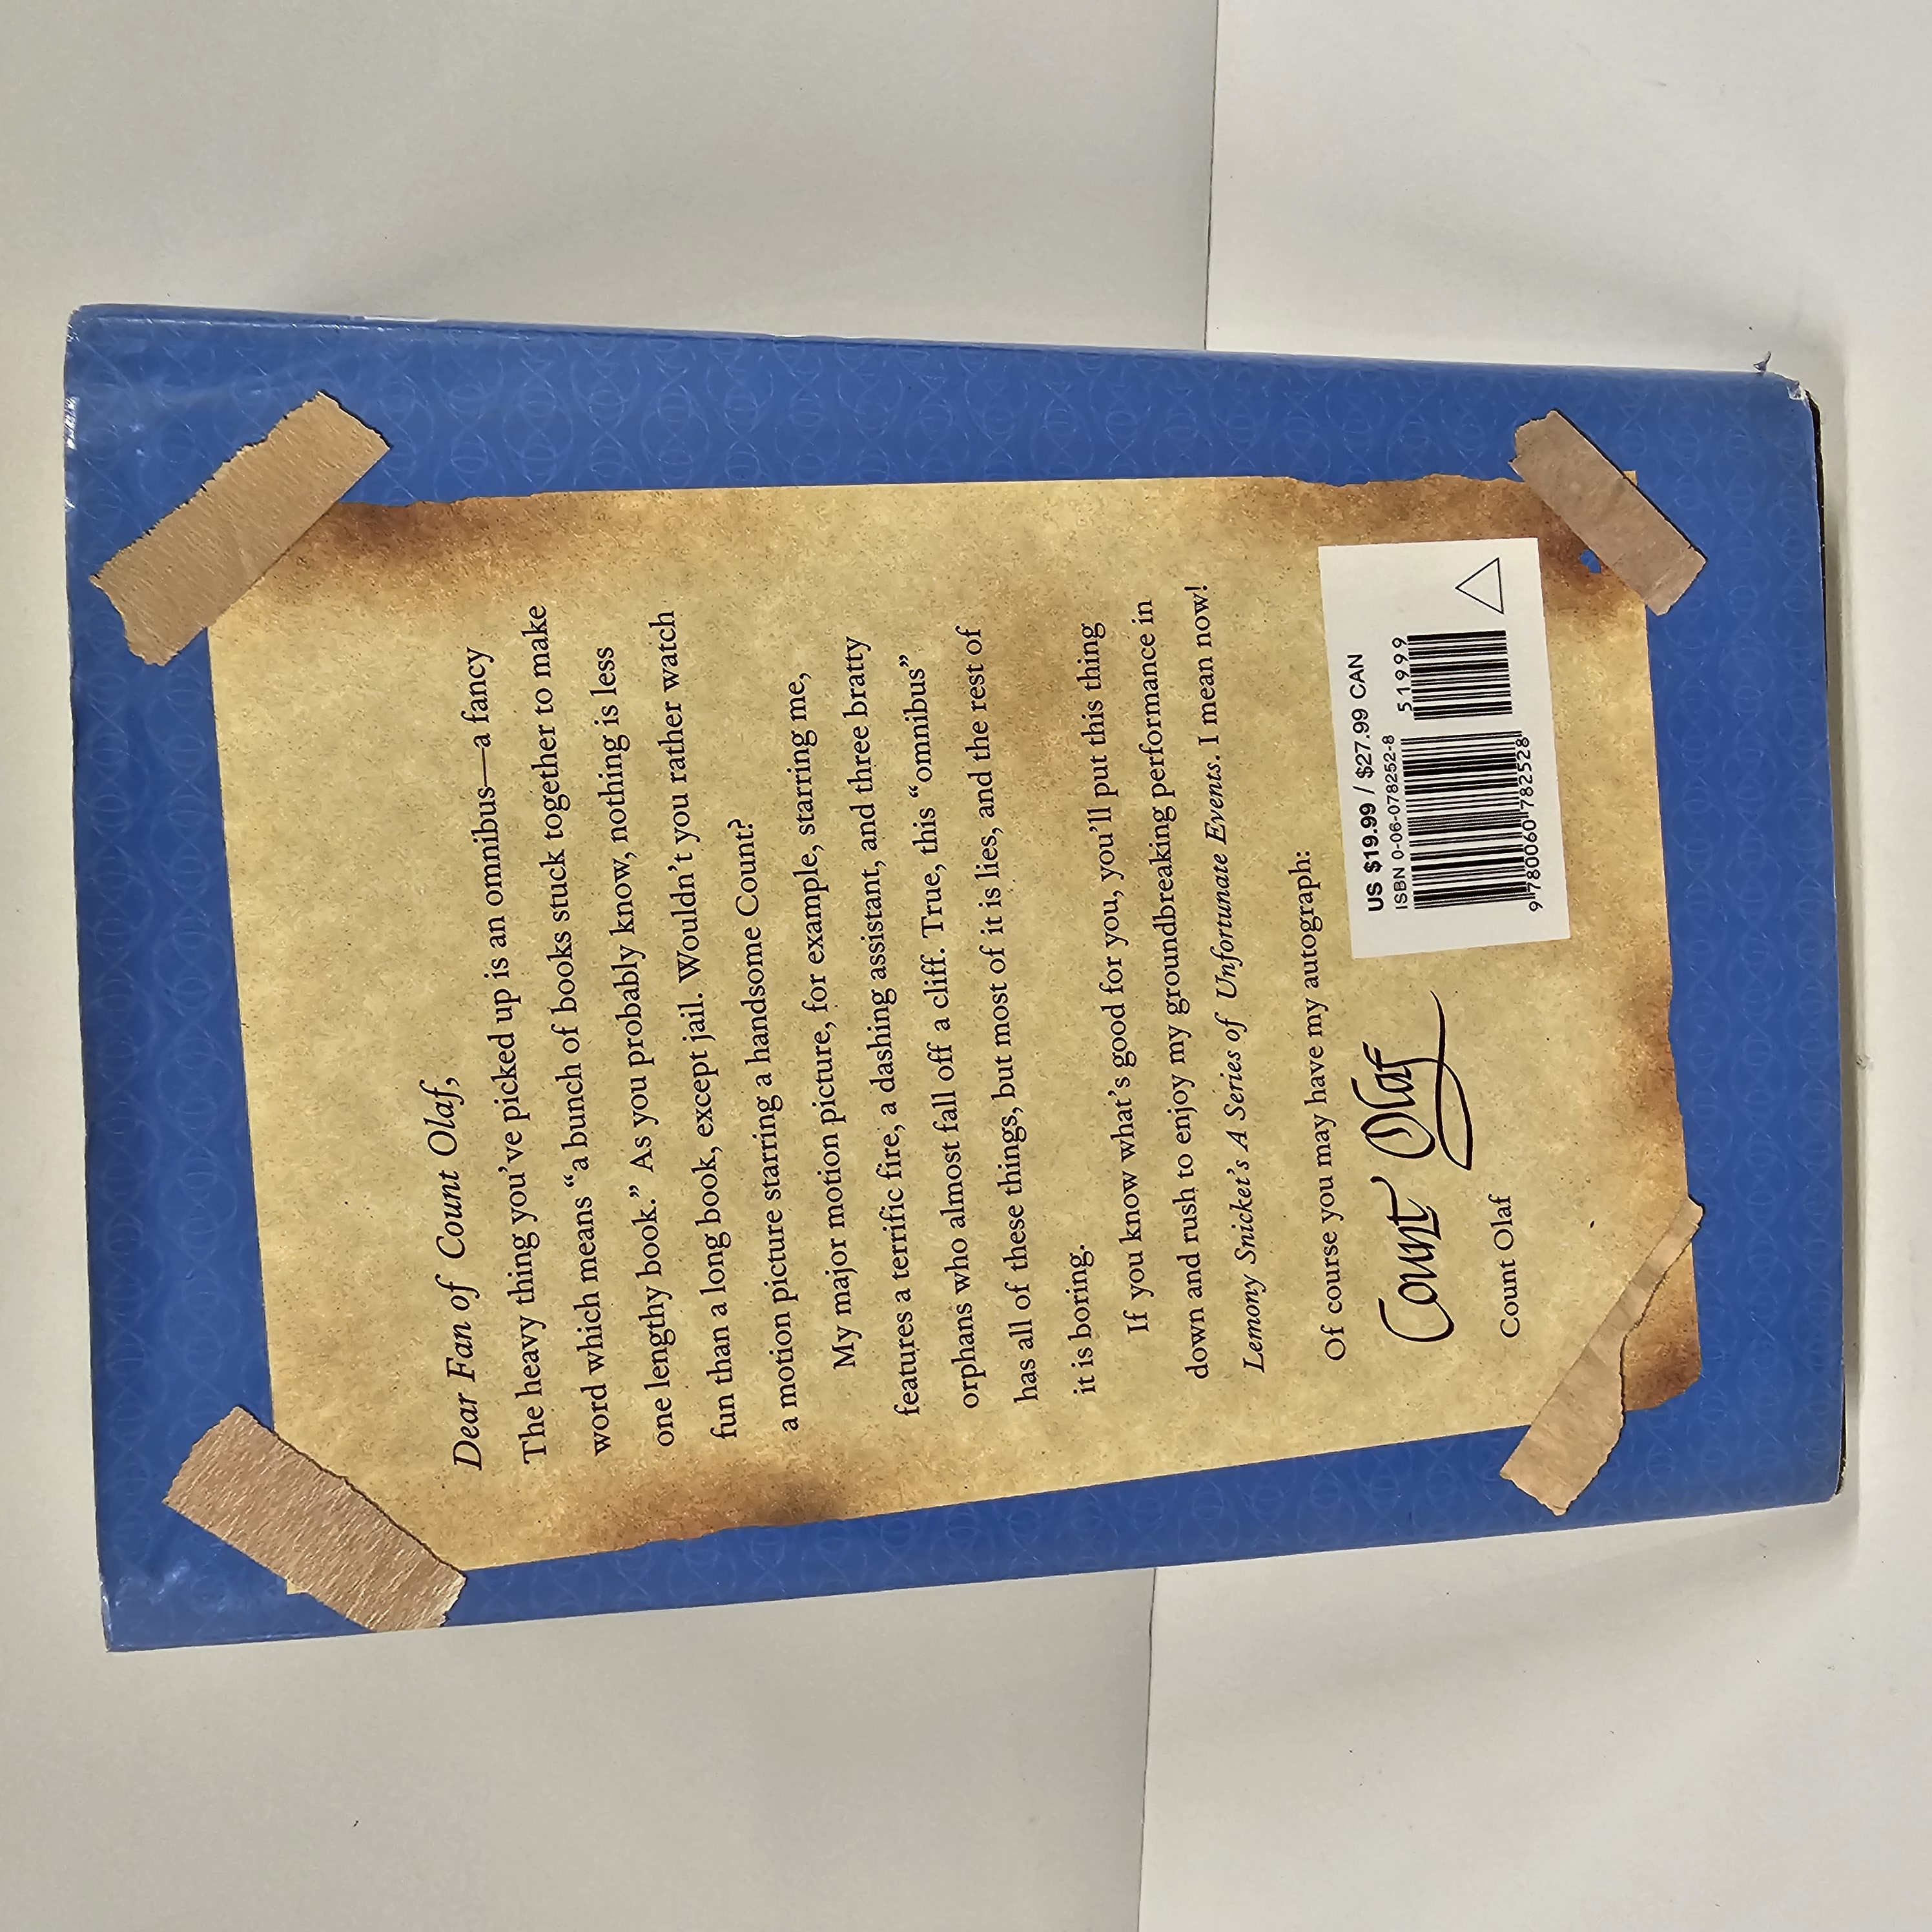 Dear Fan of Count Olaf,
The heavy thing you've picked up is an omnibus—a fancy
word which means “a bunch of books stuck together to make
one lengthy book.” As you probably know, nothing is less
fun than a long book, except jail. Wouldn't you rather watch
a motion picture starring a handsome Count?
My major motion picture, for example, starring me,
features a terrific fire, a dashing assistant, and three bratty
orphans who almost fall off a cliff. True, this “omnibus”
has all of these things, but most of it is lies, and the rest of
it is boring.
If you know what's good for you, you'll put this thing
down and rush to enjoy my groundbreaking performance in
Lemony Snicket's A Series of Unfortunate Events. I mean now!
Of course you may have my autograph:
Count Olaf
Count Olaf
US $19.99 / $27.99 CAN
ISBN 0-06-078252-8
51999
9 780060 782528